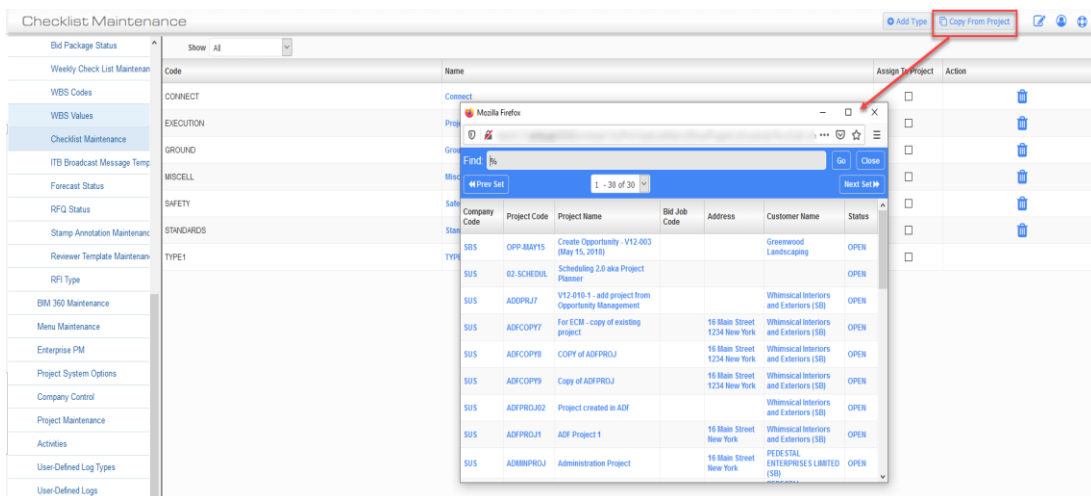 Checklist Maintenance
Add Type
Copy From Project
Bid Package Status
Weekly Check List Maintenan
WBS Codes
WBS Values
Checklist Maintenance
ITB Broadcast Message Temp
Forecast Status
RFQ Status
Stamp Annotation Maintenanc
Reviewer Template Maintenan
RFI Type
BIM 360 Maintenance
Menu Maintenance
Enterprise PM
Project System Options
Company Control
Project Maintenance
Activities
User-Defined Log Types
User-Defined Logs
Show All
Code Name Assign To Project Action
CONNECT Connect
EXECUTION Proj
GROUND Grou
MISCELL Misc
SAFETY Safe
STANDARDS Stan
TYPE1 TYPE
Mozilla Firefox
Find: % Go Close
Prev Set 1 - 30 of 30 Next Set
Company Code Project Code Project Name Bid Job Code Address Customer Name Status
SBS OPP-MAY15 Create Opportunity - V12-003 (May 15, 2018) Greenwood Landscaping OPEN
SUS 02-SCHEDUL Scheduling 2.0 aka Project Planner OPEN
SUS ADDPRJ7 V12-010-1 - add project from Opportunity Management Whimsical Interiors and Exteriors (SB) OPEN
SUS ADFCOPY7 For ECM - copy of existing project 16 Main Street 1234 New York Whimsical Interiors and Exteriors (SB) OPEN
SUS ADFCOPY8 COPY of ADFPROJ 16 Main Street 1234 New York Whimsical Interiors and Exteriors (SB) OPEN
SUS ADFCOPY9 Copy of ADFPROJ 16 Main Street 1234 New York Whimsical Interiors and Exteriors (SB) OPEN
SUS ADFPROJ02 Project created in ADF Whimsical Interiors and Exteriors (SB) OPEN
SUS ADFPROJ1 ADF Project 1 16 Main Street New York Whimsical Interiors and Exteriors (SB) OPEN
SUS ADMINPROJ Administration Project 16 Main Street New York PEDESTAL ENTERPRISES LIMITED (SB) OPEN